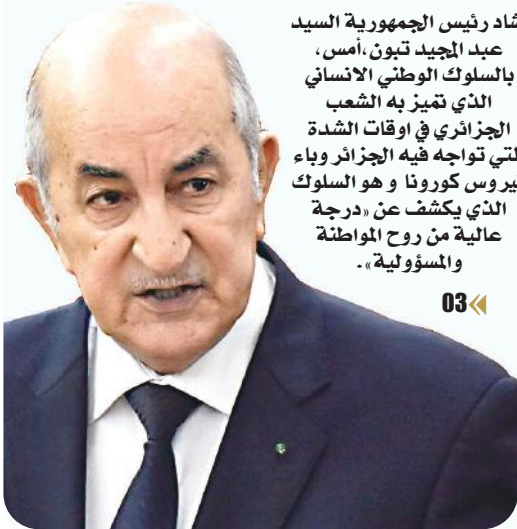 شاد رئيس الجمهورية السيد
عبد المجيد تبون،أمس،
بالسلوك الوطني الانساني
الذي تميز به الشعب
الجزائري في اوقات الشدة
لتي تواجه فيه الجزائر وباء
يروس كورونا و هو السلوك
الذي يكشف عن «درجة
عالية من روح المواطنة
والمسؤولية».
03